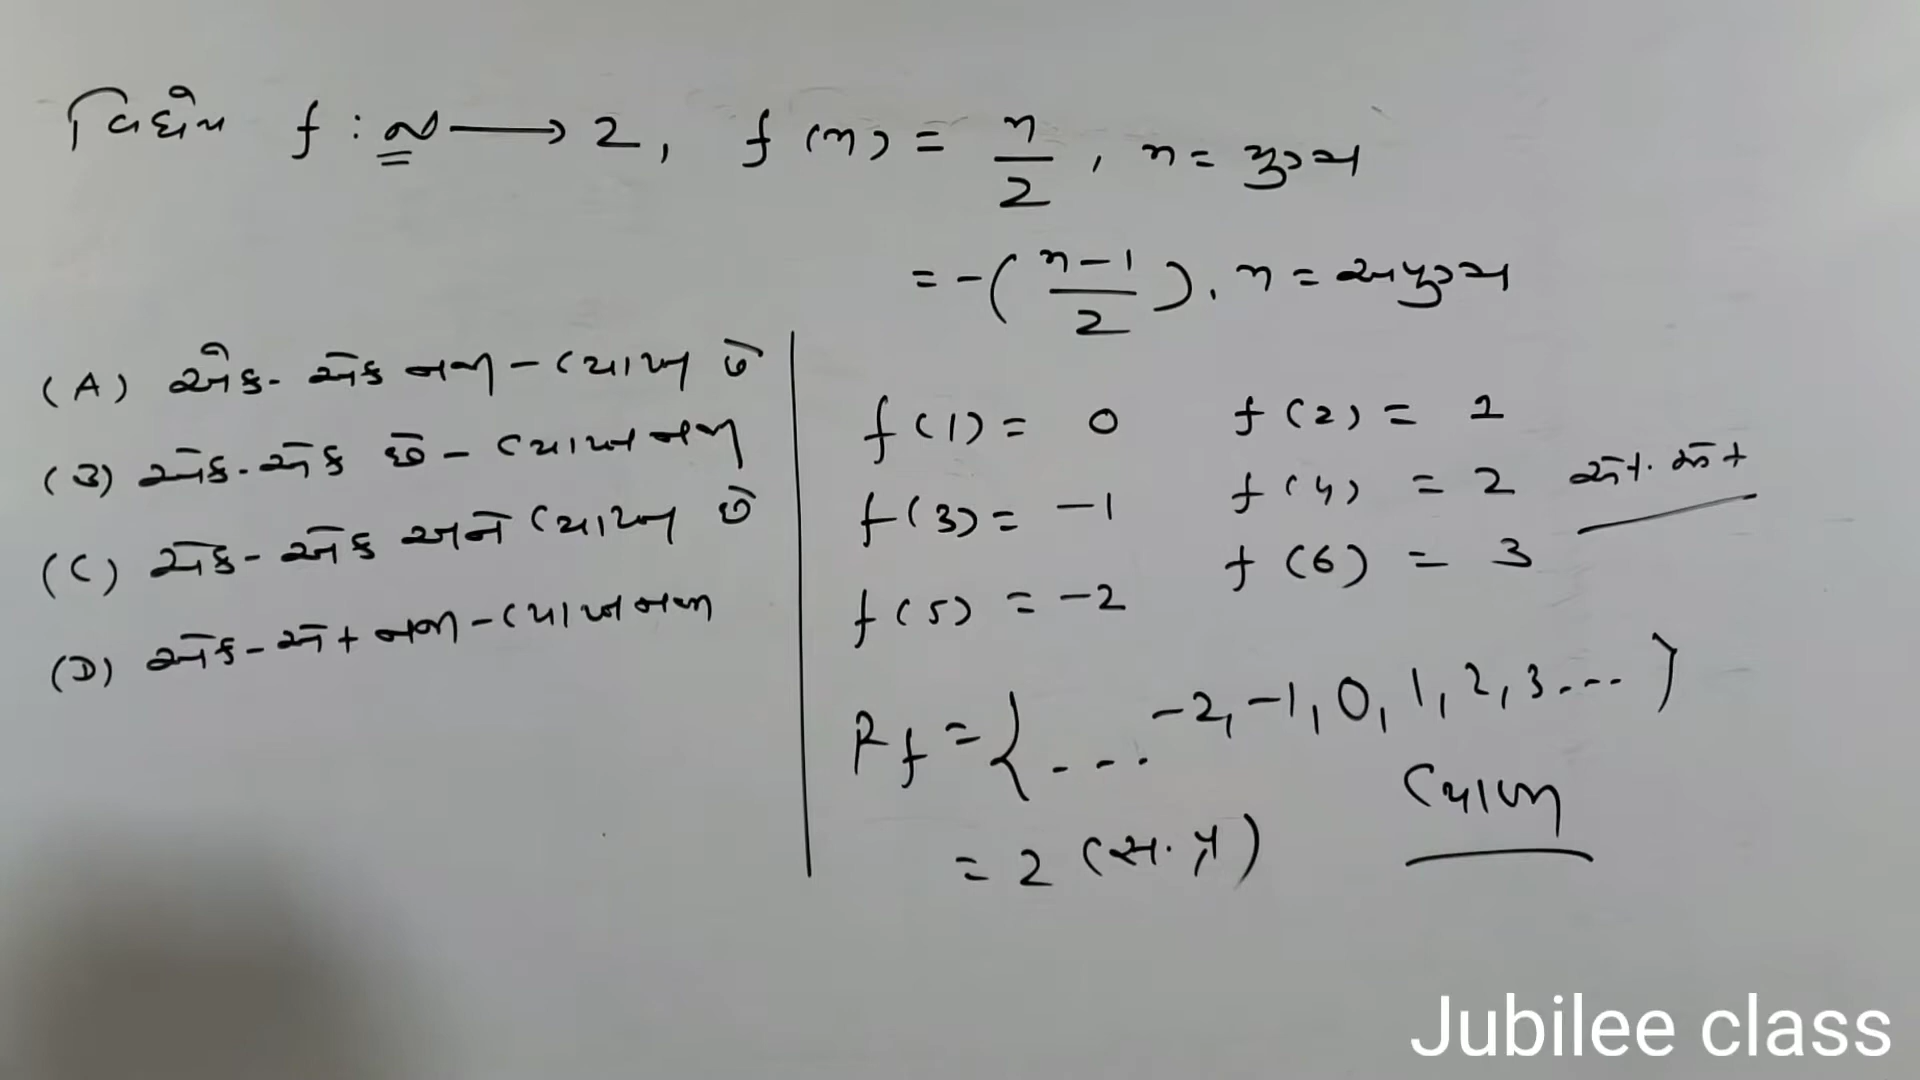 વિધેય f : N → Z, f(n) = n/2, n = યુગ્મ
= -(n-1/2), n = અયુગ્મ
(A) એક-એક નથી - વ્યાપ્ત છે
(B) એક-એક છે - વ્યાપ્ત નથી
(C) એક-એક અને વ્યાપ્ત છે
(D) એક-એક નથી - વ્યાપ્ત નથી
f(1) = 0 f(2) = 1
f(3) = -1 f(4) = 2
f(5) = -2 f(6) = 3
Rf = {... -2, -1, 0, 1, 2, 3...}
= Z (સ.પ્ર) વ્યાપ્ત
Jubilee class